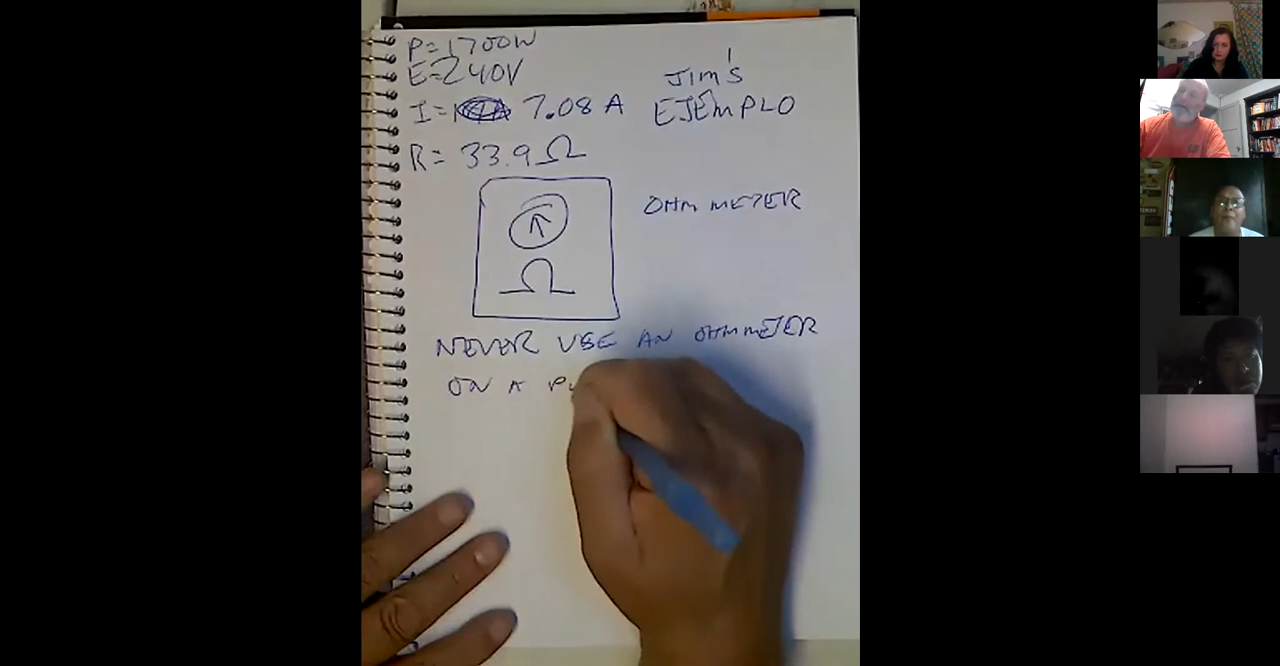 P=1700W
E=240V
I= 7.08 A
R= 33.9 Ω
JIM'S
EJEMPLO
OHM METER
Ω
NEVER USE AN OHMMETER
ON A